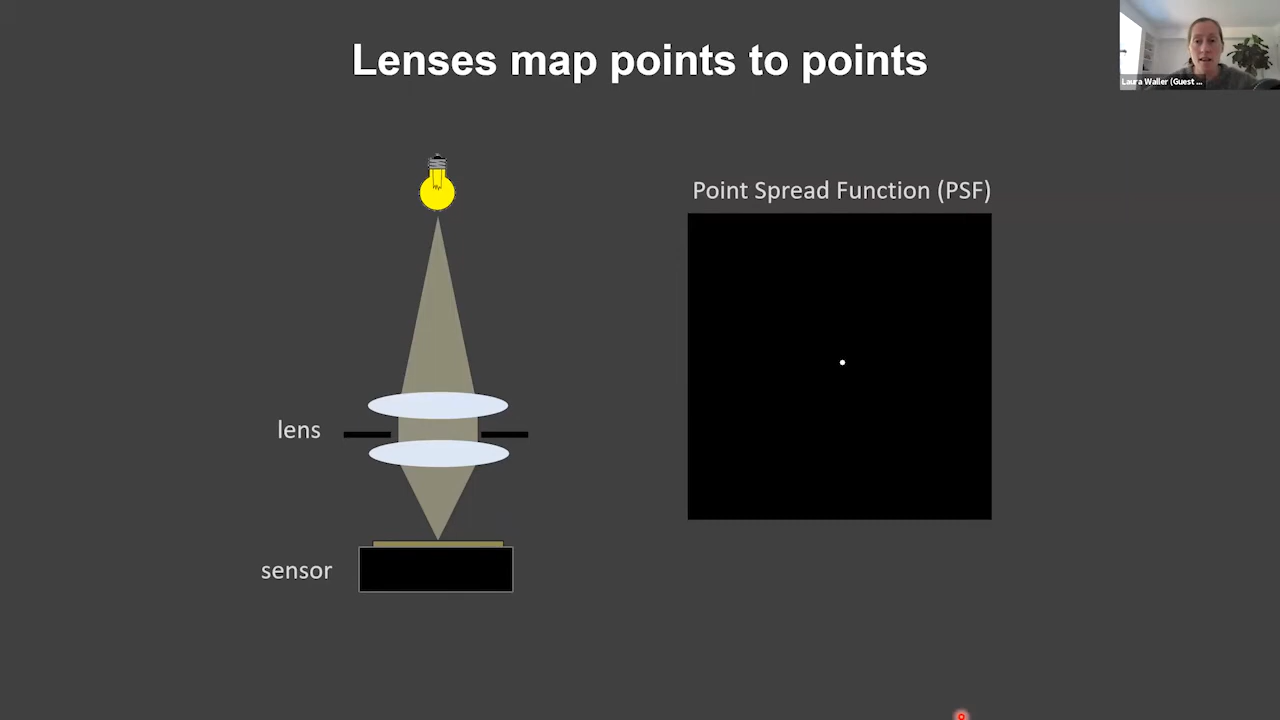 Lenses map points to points
Laura Waller (Guest ...
Point Spread Function (PSF)
lens
sensor